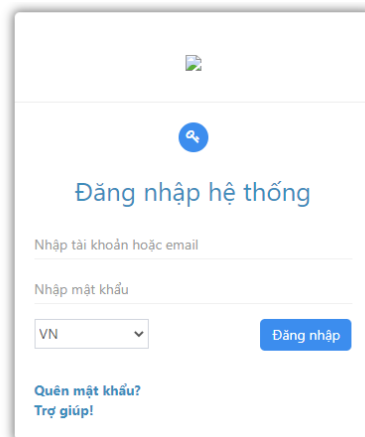 Đăng nhập hệ thống
Nhập tài khoản hoặc email
Nhập mật khẩu
VN
Đăng nhập
Quên mật khẩu?
Trợ giúp!